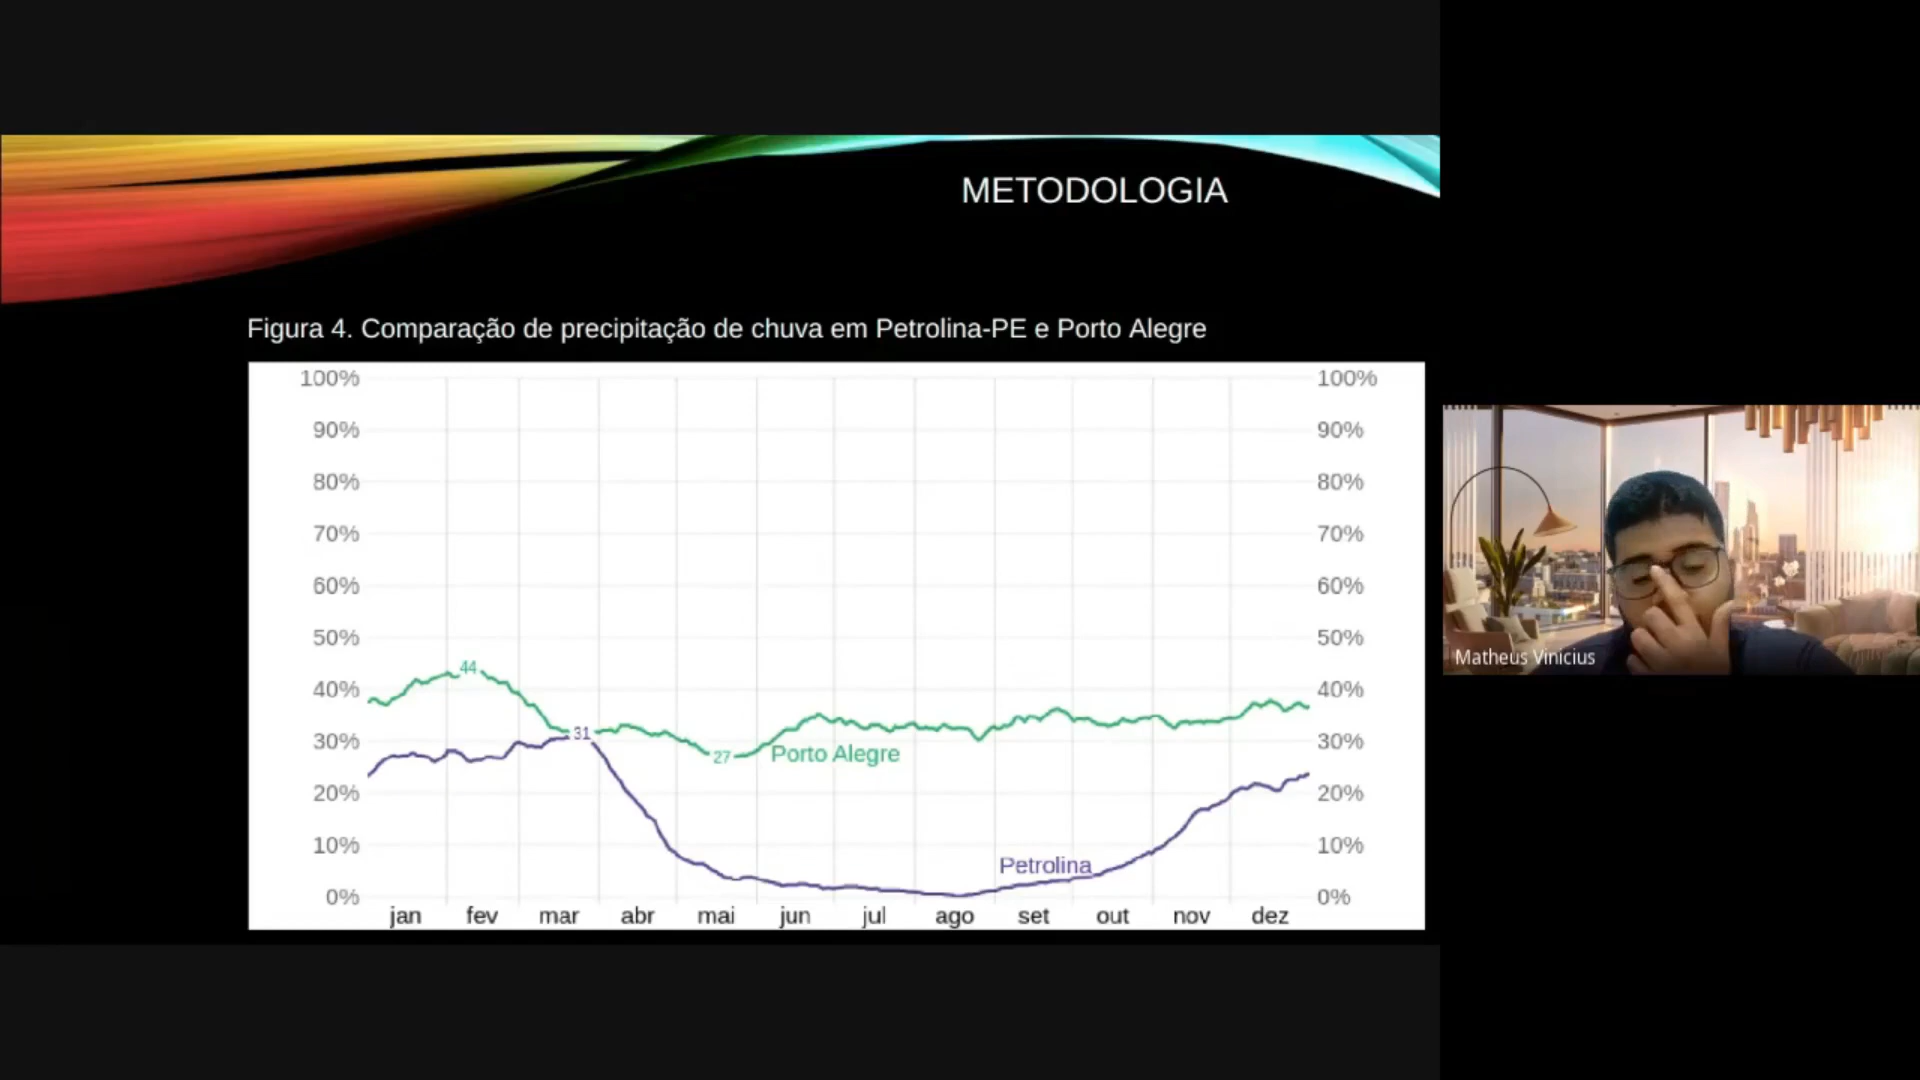 METODOLOGIA
Figura 4. Comparação de precipitação de chuva em Petrolina-PE e Porto Alegre
100% 100%
90% 90%
80% 80%
70% 70%
60% 60%
50% 50%
44
40% 40%
31
30% 30%
27 Porto Alegre
20% 20%
10% 10%
Petrolina
0% 0%
jan fev mar abr mai jun jul ago set out nov dez
Matheus Vinicius